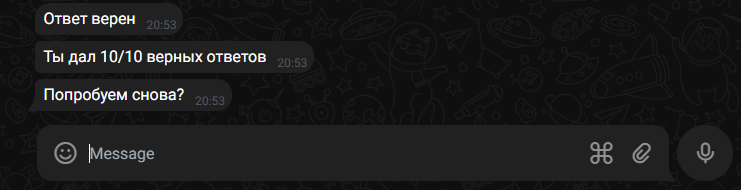 Ответ верен 20:53
Ты дал 10/10 верных ответов 20:53
Попробуем снова? 20:53
Message